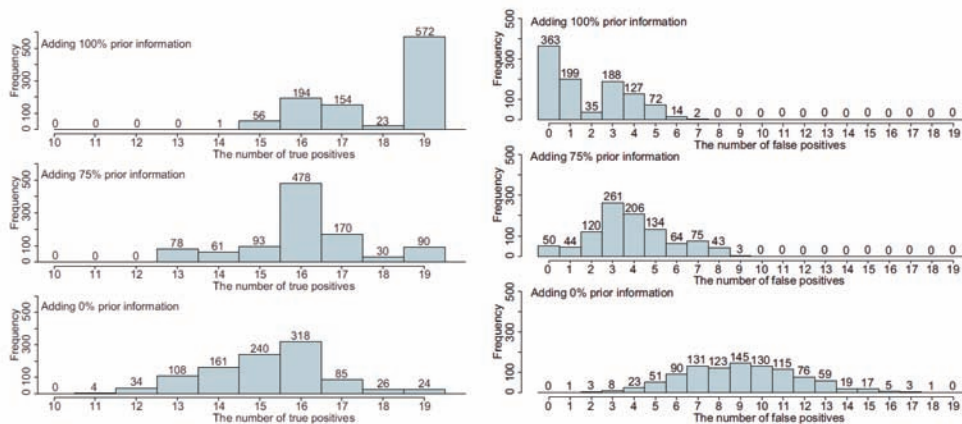 Adding 100% prior information
Frequency
0 100 300 500
0 0 0 0 1 56 194 154 23 572
10 11 12 13 14 15 16 17 18 19
The number of true positives
Adding 75% prior information
Frequency
0 100 300 500
0 0 0 78 61 93 478 170 30 90
10 11 12 13 14 15 16 17 18 19
The number of true positives
Adding 0% prior information
Frequency
0 100 300 500
0 4 34 108 161 240 318 85 26 24
10 11 12 13 14 15 16 17 18 19
The number of true positives
Adding 100% prior information
Frequency
100 300 500
363 199 35 188 127 72 14 2 0 0 0 0 0 0 0 0 0 0 0 0
0 1 2 3 4 5 6 7 8 9 10 11 12 13 14 15 16 17 18 19
The number of false positives
Adding 75% prior information
Frequency
0 100 300 500
50 44 120 261 206 134 64 75 43 3 0 0 0 0 0 0 0 0 0 0
0 1 2 3 4 5 6 7 8 9 10 11 12 13 14 15 16 17 18 19
The number of false positives
Adding 0% prior information
Frequency
0 100 300 500
0 1 3 8 23 51 90 131 123 145 130 115 76 59 19 17 5 3 1 0
0 1 2 3 4 5 6 7 8 9 10 11 12 13 14 15 16 17 18 19
The number of false positives